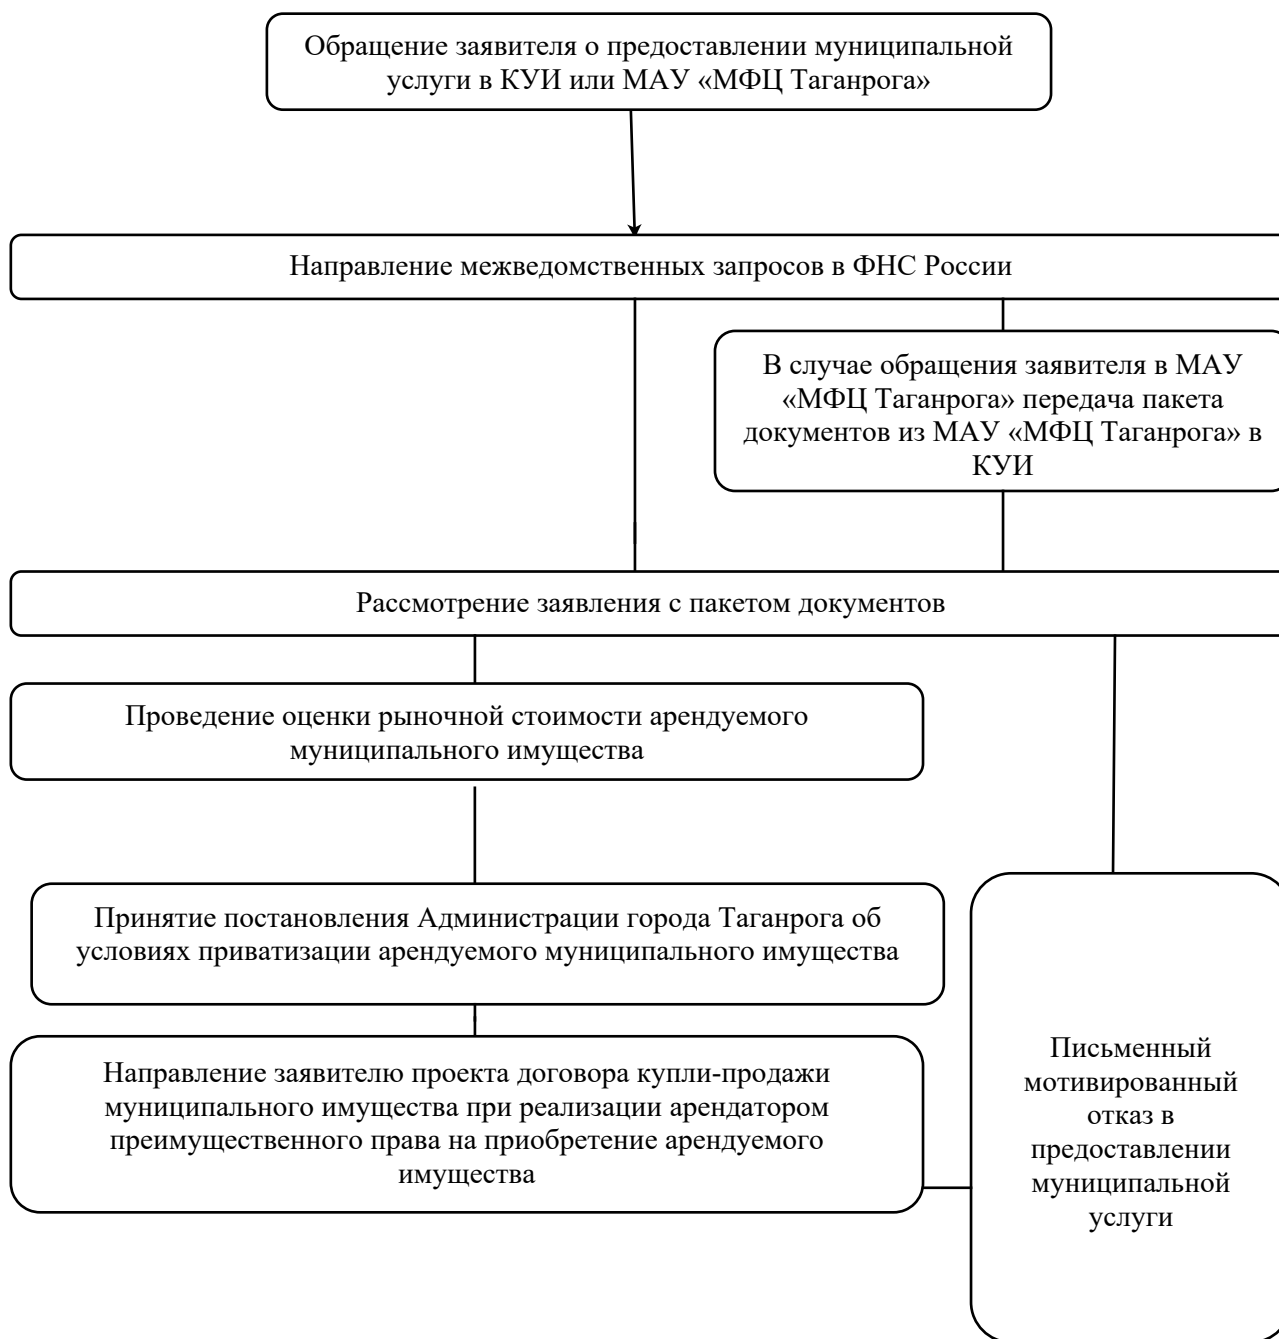 Обращение заявителя о предоставлении муниципальной
услуги в КУИ или МАУ «МФЦ Таганрога»
Направление межведомственных запросов в ФНС России
В случае обращения заявителя в МАУ
«МФЦ Таганрога» передача пакета
документов из МАУ «МФЦ Таганрога» в
КУИ
Рассмотрение заявления с пакетом документов
Проведение оценки рыночной стоимости арендуемого
муниципального имущества
Принятие постановления Администрации города Таганрога об
условиях приватизации арендуемого муниципального имущества
Направление заявителю проекта договора купли-продажи
муниципального имущества при реализации арендатором
преимущественного права на приобретение арендуемого
имущества
Письменный
мотивированный
отказ в
предоставлении
муниципальной
услуги